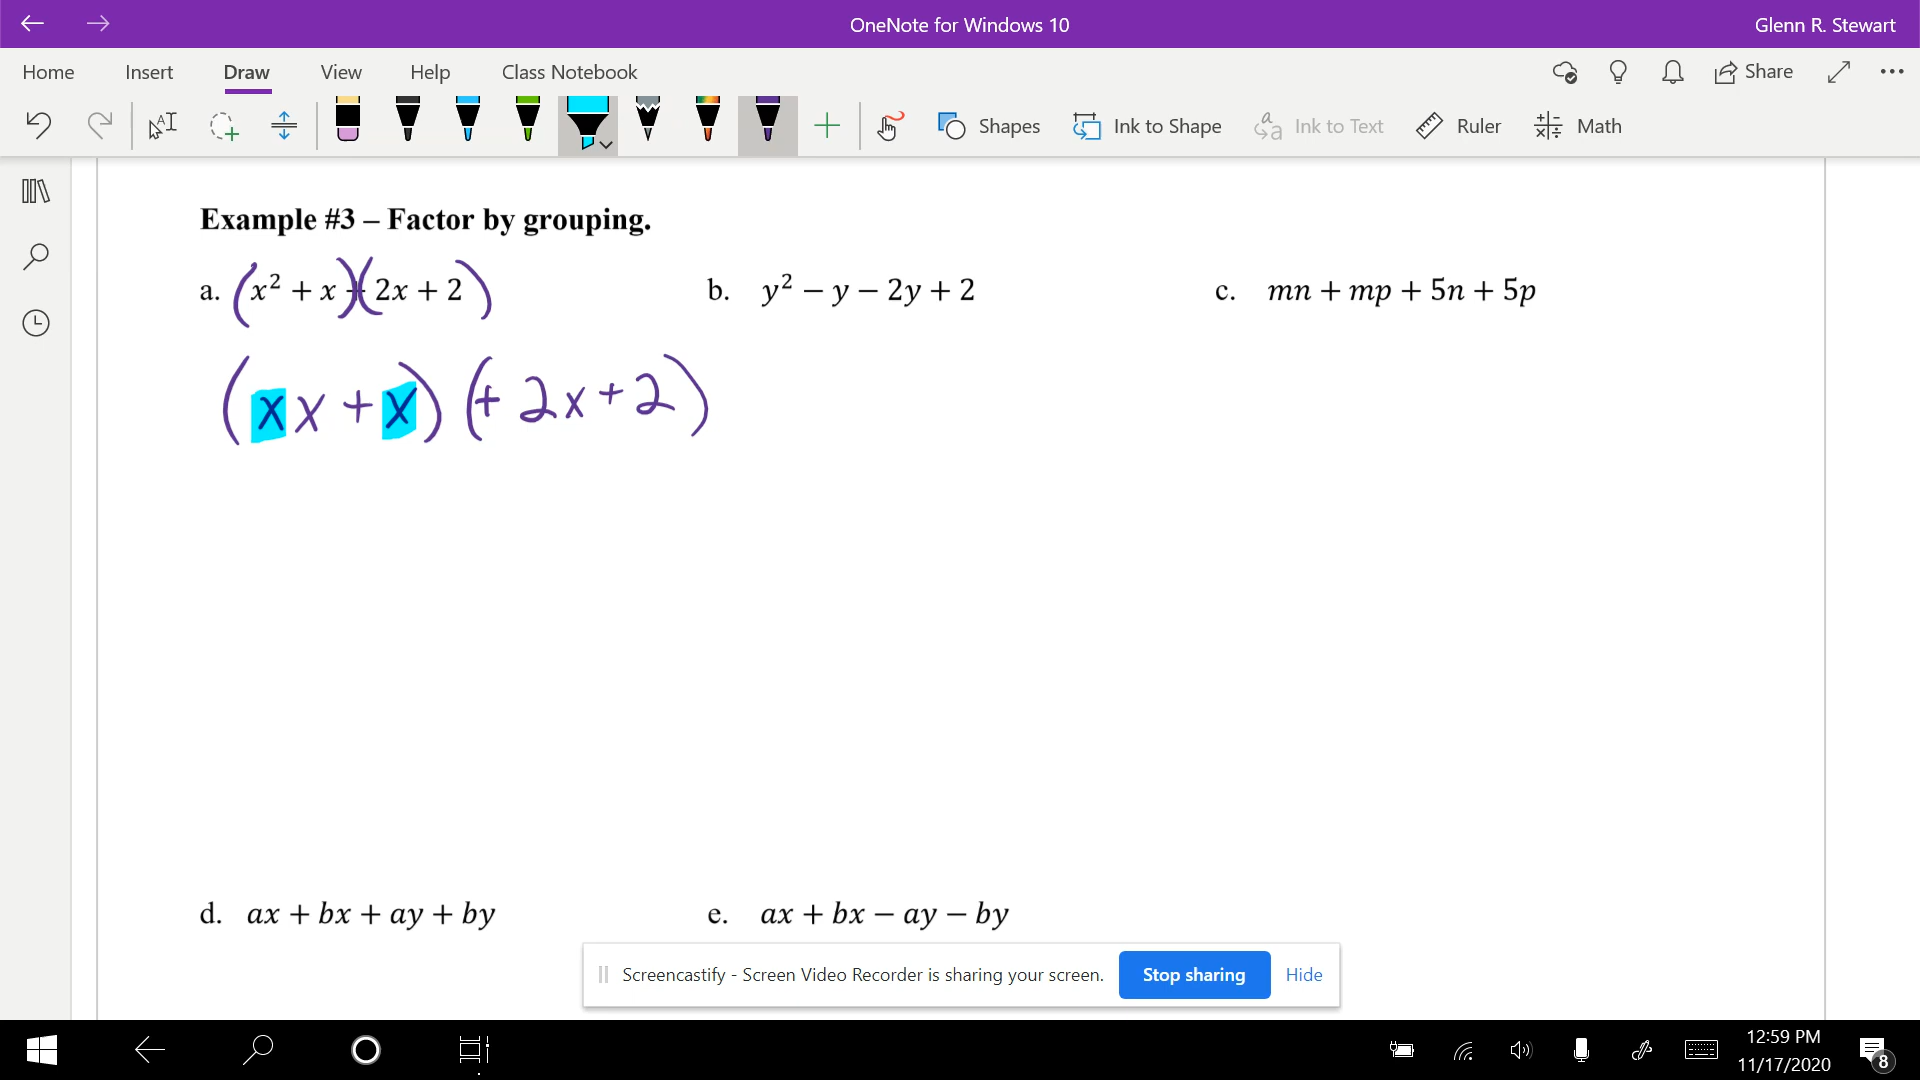 OneNote for Windows 10
Glenn R. Stewart
Home Insert Draw View Help Class Notebook
Share
Shapes Ink to Shape Ink to Text Ruler Math
Example #3 – Factor by grouping.
a. (x² + x)(+ 2x + 2)
b. y² − y − 2y + 2
c. mn + mp + 5n + 5p
(xx + x) (+ 2x + 2)
d. ax + bx + ay + by
e. ax + bx − ay − by
Screencastify - Screen Video Recorder is sharing your screen. Stop sharing Hide
12:59 PM
11/17/2020
8